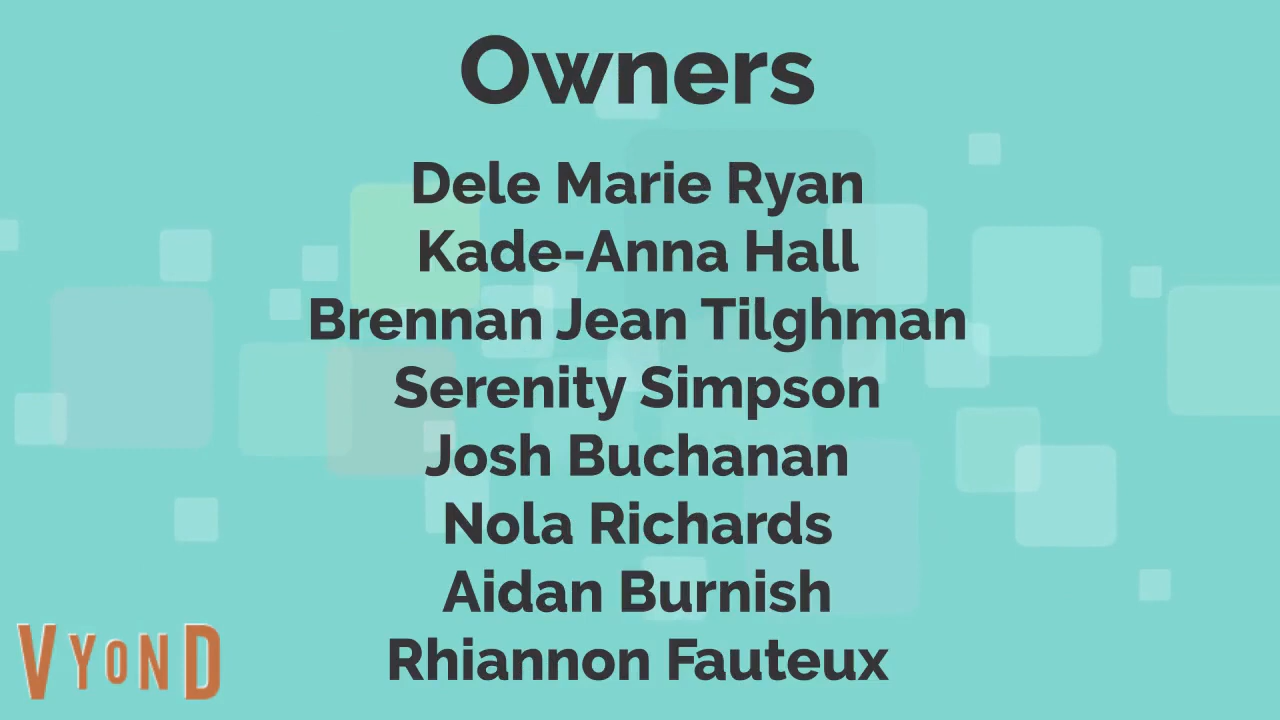 Owners
Dele Marie Ryan
Kade-Anna Hall
Brennan Jean Tilghman
Serenity Simpson
Josh Buchanan
Nola Richards
Aidan Burnish
Rhiannon Fauteux
VYOND